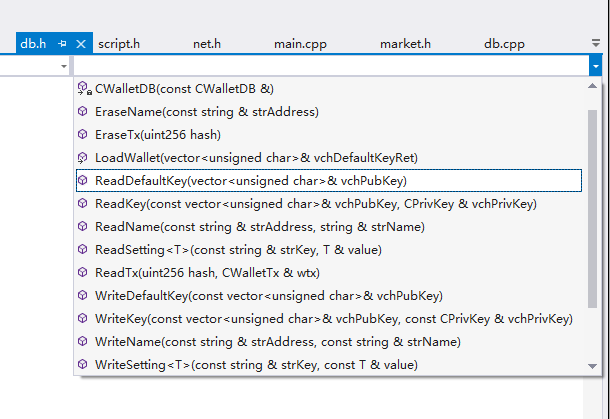 db.h script.h net.h main.cpp market.h db.cpp
CWalletDB(const CWalletDB &)
EraseName(const string & strAddress)
EraseTx(uint256 hash)
LoadWallet(vector<unsigned char>& vchDefaultKeyRet)
ReadDefaultKey(vector<unsigned char>& vchPubKey)
ReadKey(const vector<unsigned char>& vchPubKey, CPrivKey & vchPrivKey)
ReadName(const string & strAddress, string & strName)
ReadSetting<T>(const string & strKey, T & value)
ReadTx(uint256 hash, CWalletTx & wtx)
WriteDefaultKey(const vector<unsigned char>& vchPubKey)
WriteKey(const vector<unsigned char>& vchPubKey, const CPrivKey & vchPrivKey)
WriteName(const string & strAddress, const string & strName)
WriteSetting<T>(const string & strKey, const T & value)